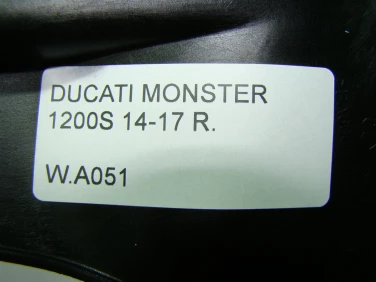 DUCATI MONSTER
1200S 14-17 R.
W.A051